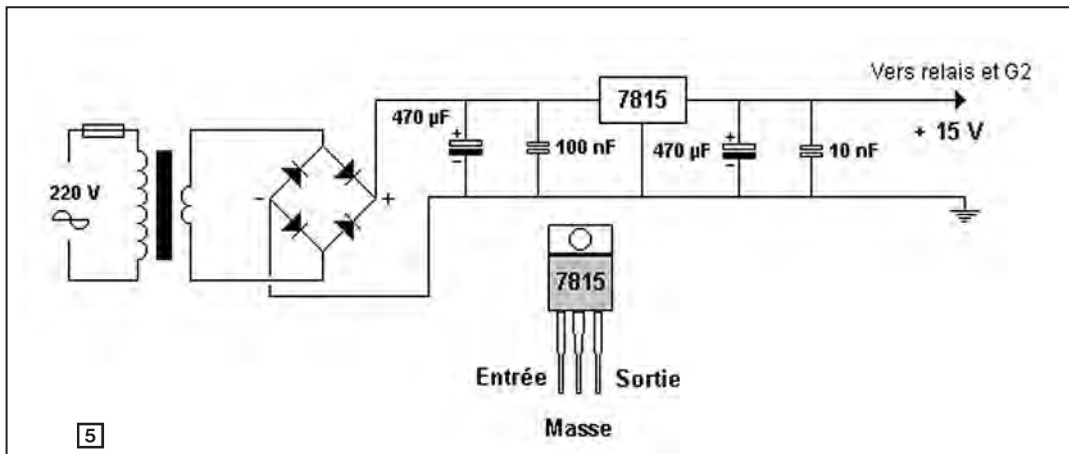 Vers relais et G2
7815
470 µF
+
−
100 nF
470 µF
+
−
10 nF
+ 15 V
220 V
− +
7815
Entrée Sortie
Masse
5